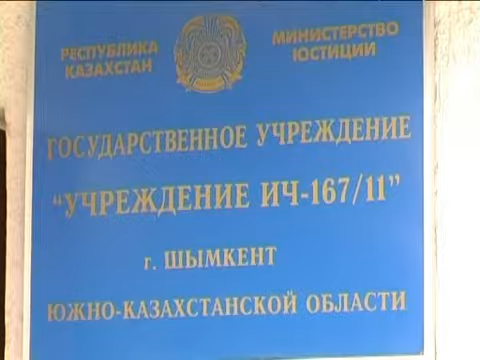 РЕСПУБЛИКА
КАЗАХСТАН
МИНИСТЕРСТВО
ЮСТИЦИИ
ГОСУДАРСТВЕННОЕ УЧРЕЖДЕНИЕ
“УЧРЕЖДЕНИЕ ИЧ-167/11”
г. ШЫМКЕНТ
ЮЖНО-КАЗАХСТАНСКОЙ ОБЛАСТИ